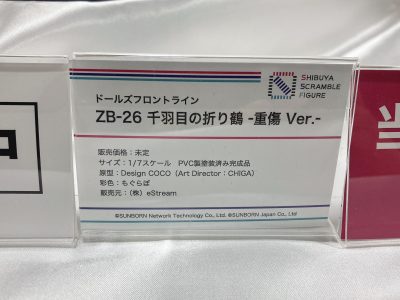 SHIBUYA
SCRAMBLE
FIGURE
ドールズフロントライン
ZB-26 千羽目の折り鶴 -重傷 Ver.-
販売価格：未定
サイズ：1/7スケール　PVC製塗装済み完成品
原型：Design COCO（Art Director：CHIGA）
彩色：もぐらぼ
販売元：（株）eStream
©SUNBORN Network Technology Co., Ltd. ©SUNBORN Japan Co., Ltd
当